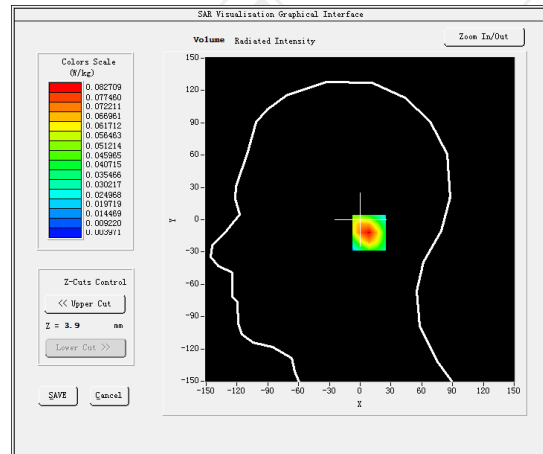 SAR Visualisation Graphical Interface
Volume Radiated Intensity
Zoom In/Out
Colors Scale
(W/kg)
0.082709
0.077460
0.072211
0.066961
0.061712
0.056463
0.051214
0.045965
0.040715
0.035466
0.030217
0.024968
0.019719
0.014469
0.009220
0.003971
Z-Cuts Control
<< Upper Cut
Z = 3.9 mm
Lower Cut >>
SAVE
Cancel
150
120
90
60
30
0
-30
-60
-90
-120
-150
Y
-150 -120 -90 -60 -30 0 30 60 90 120 150
X